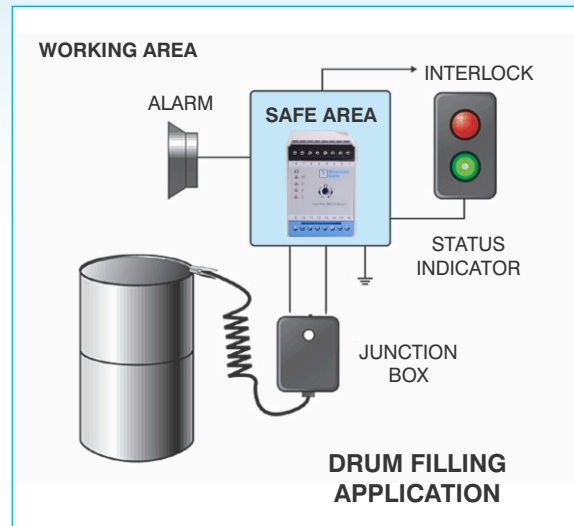 WORKING AREA
INTERLOCK
ALARM
SAFE AREA
STATUS
INDICATOR
JUNCTION
BOX
DRUM FILLING
APPLICATION